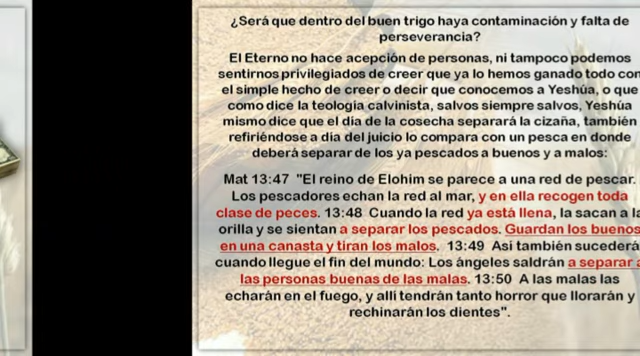 ¿Será que dentro del buen trigo haya contaminación y falta de
perseverancia?
El Eterno no hace acepción de personas, ni tampoco podemos
sentirnos privilegiados de creer que ya lo hemos ganado todo con
el simple hecho de creer o decir que conocemos a Yeshúa, o que
como dice la teología calvinista, salvos siempre salvos, Yeshúa
mismo dice que el día de la cosecha separará la cizaña, también
refiriéndose a dia del juicio lo compara con un pesca en donde
deberá separar de los ya pescados a buenos y a malos:
Mat 13:47 "El reino de Elohim se parece a una red de pescar.
Los pescadores echan la red al mar, y en ella recogen toda
clase de peces. 13:48 Cuando la red ya está llena, la sacan a la
orilla y se sientan a separar los pescados. Guardan los buenos
en una canasta y tiran los malos. 13:49 Asi también sucederá
cuando llegue el fin del mundo: Los ángeles saldrán a separar a
las personas buenas de las malas. 13:50 A las malas las
echarán en el fuego, y allí tendrán tanto horror que llorarán y
rechinarán los dientes".